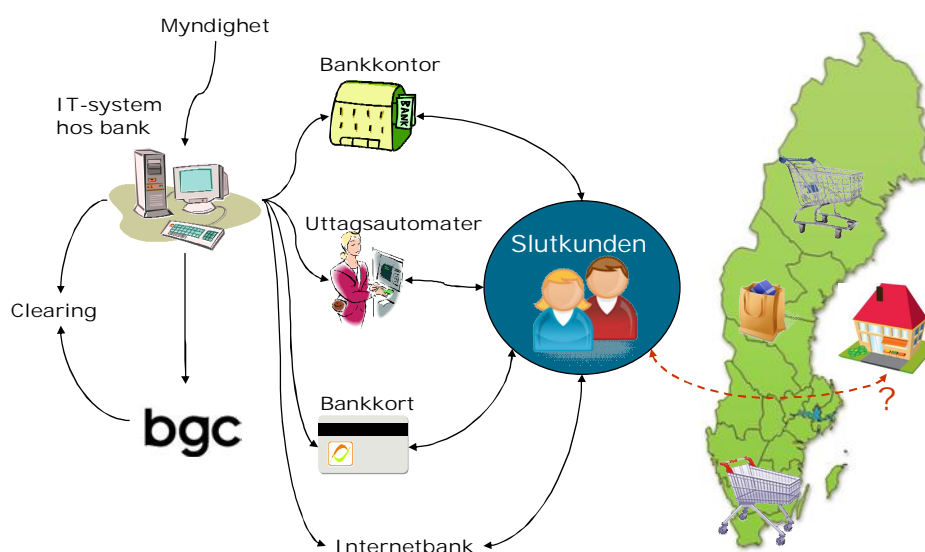 Myndighet
Bankkontor
IT-system
hos bank
BANK
Uttagsautomater
Slutkunden
Clearing
bgc
Bankkort
?
Internetbank